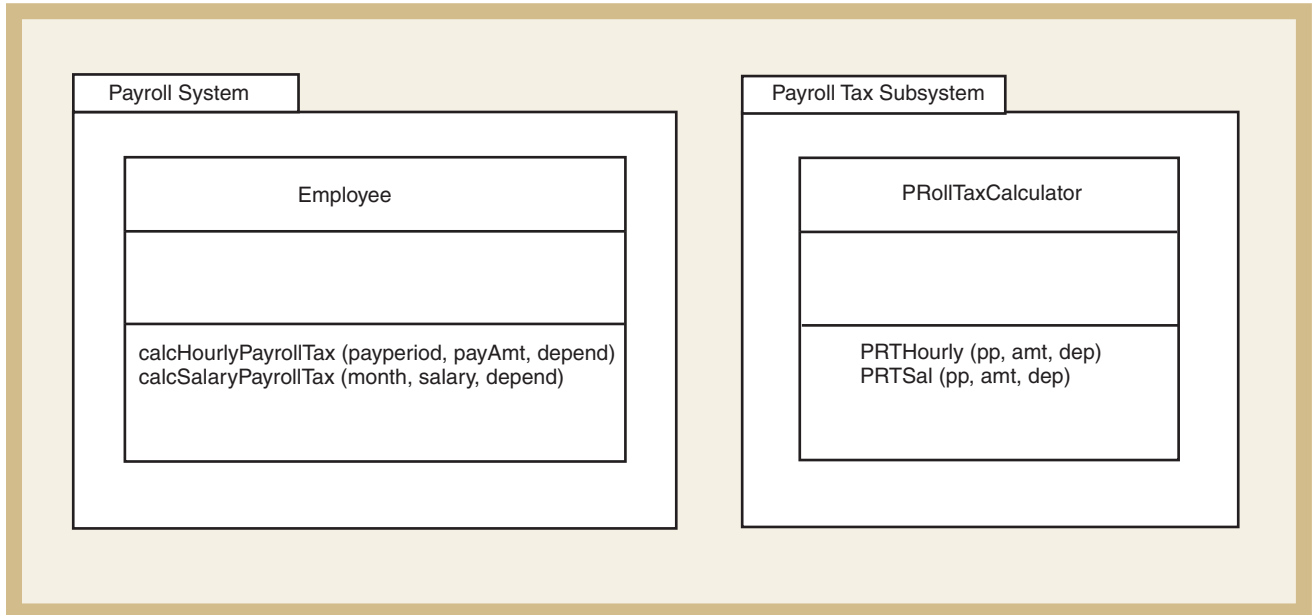 Payroll System
Employee
calcHourlyPayrollTax (payperiod, payAmt, depend)
calcSalaryPayrollTax (month, salary, depend)
Payroll Tax Subsystem
PRollTaxCalculator
PRTHourly (pp, amt, dep)
PRTSal (pp, amt, dep)